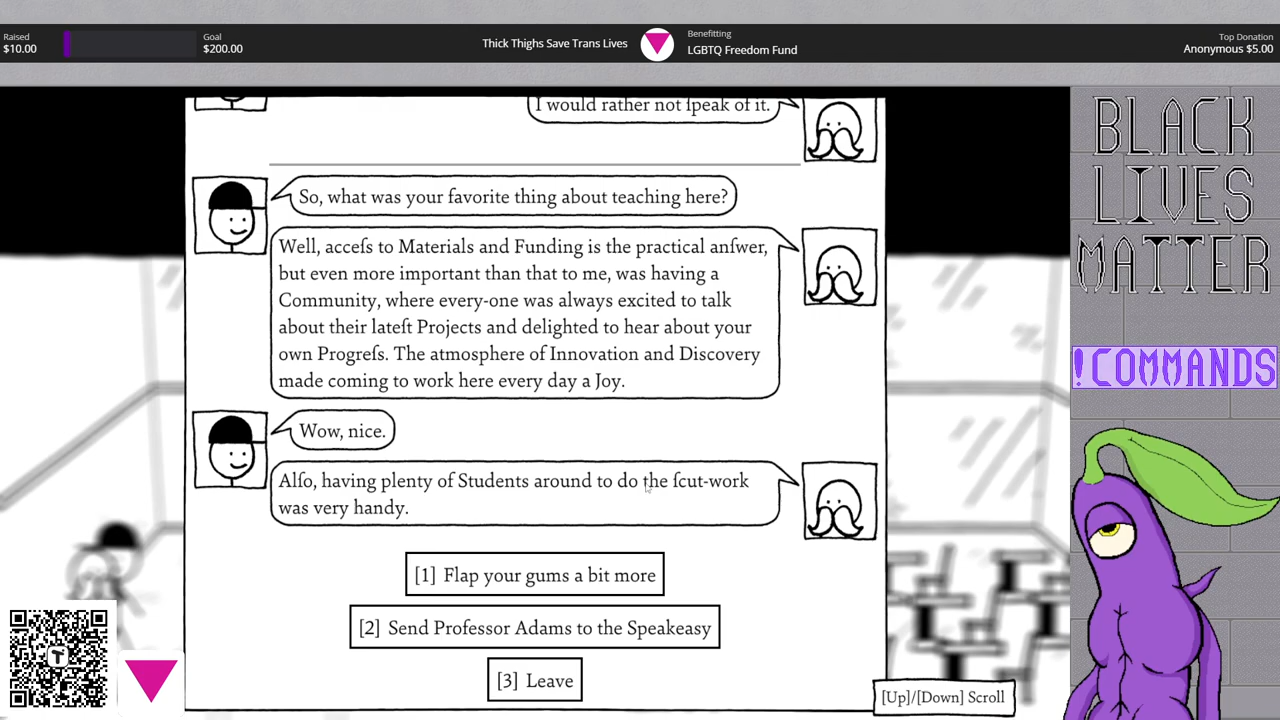 Raised
$10.00
Goal
$200.00
Thick Thighs Save Trans Lives
Benefitting
LGBTQ Freedom Fund
Top Donation
Anonymous $5.00
I would rather not ſpeak of it.
So, what was your favorite thing about teaching here?
Well, acceſs to Materials and Funding is the practical anſwer,
but even more important than that to me, was having a
Community, where every-one was always excited to talk
about their lateſt Projects and delighted to hear about your
own Progreſs. The atmosphere of Innovation and Discovery
made coming to work here every day a Joy.
Wow, nice.
Alſo, having plenty of Students around to do the ſcut-work
was very handy.
[1] Flap your gums a bit more
[2] Send Professor Adams to the Speakeasy
[3] Leave
[Up]/[Down] Scroll
BLACK
LIVES
MATTER
!COMMANDS
T